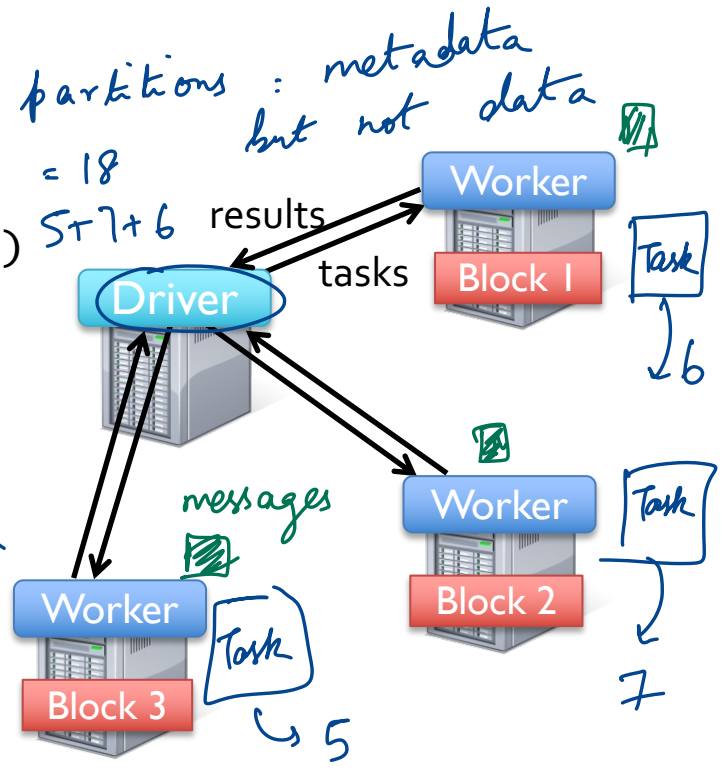 partitions : metadata
but not data
= 18
5+7+6
)
results
tasks
Driver
Worker
Block 1
Task
6
messages
Worker
Block 2
Task
7
Worker
Block 3
Task
5